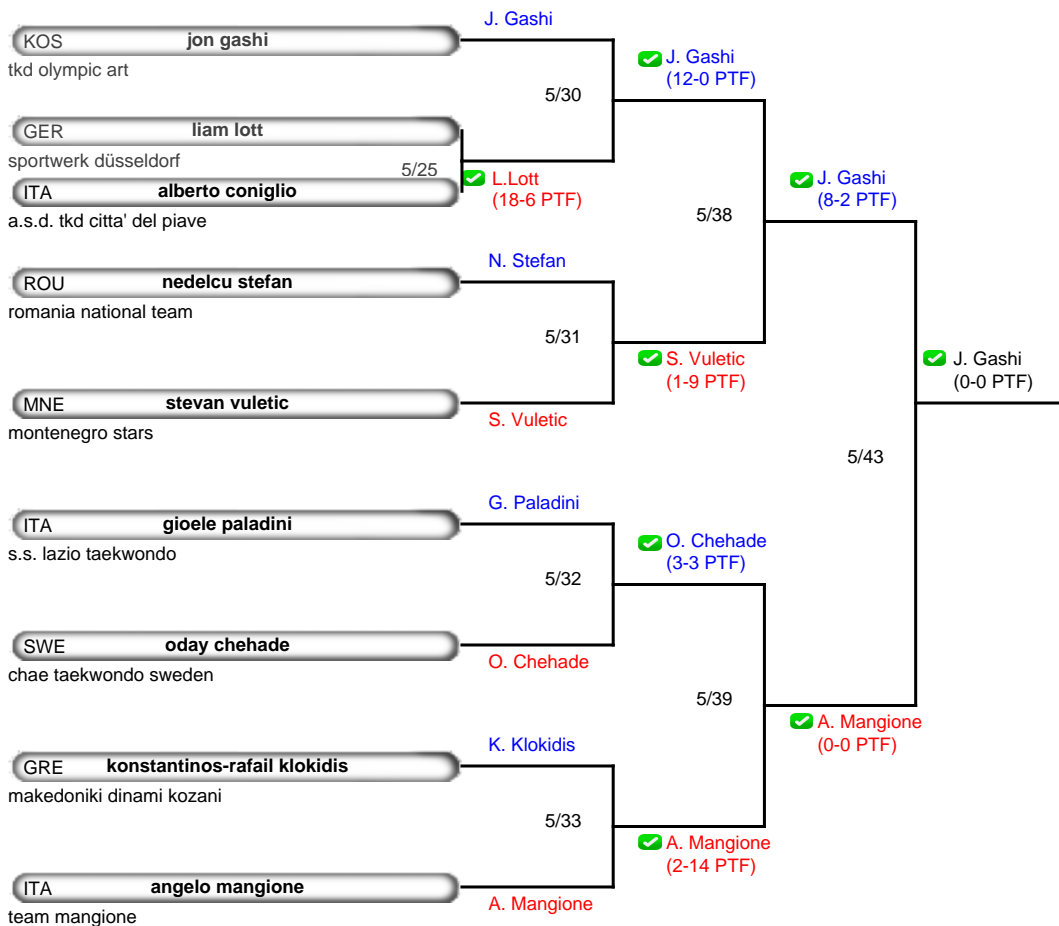 J. Gashi
KOS jon gashi
tkd olympic art
J. Gashi
(12-0 PTF)
5/30
GER liam lott
sportwerk düsseldorf
5/25
L.Lott
(18-6 PTF)
ITA alberto coniglio
a.s.d. tkd citta' del piave
J. Gashi
(8-2 PTF)
5/38
N. Stefan
ROU nedelcu stefan
romania national team
5/31
S. Vuletic
(1-9 PTF)
J. Gashi
(0-0 PTF)
MNE stevan vuletic
montenegro stars
S. Vuletic
5/43
G. Paladini
ITA gioele paladini
s.s. lazio taekwondo
O. Chehade
(3-3 PTF)
5/32
SWE oday chehade
chae taekwondo sweden
O. Chehade
5/39
A. Mangione
(0-0 PTF)
K. Klokidis
GRE konstantinos-rafail klokidis
makedoniki dinami kozani
5/33
A. Mangione
(2-14 PTF)
ITA angelo mangione
team mangione
A. Mangione